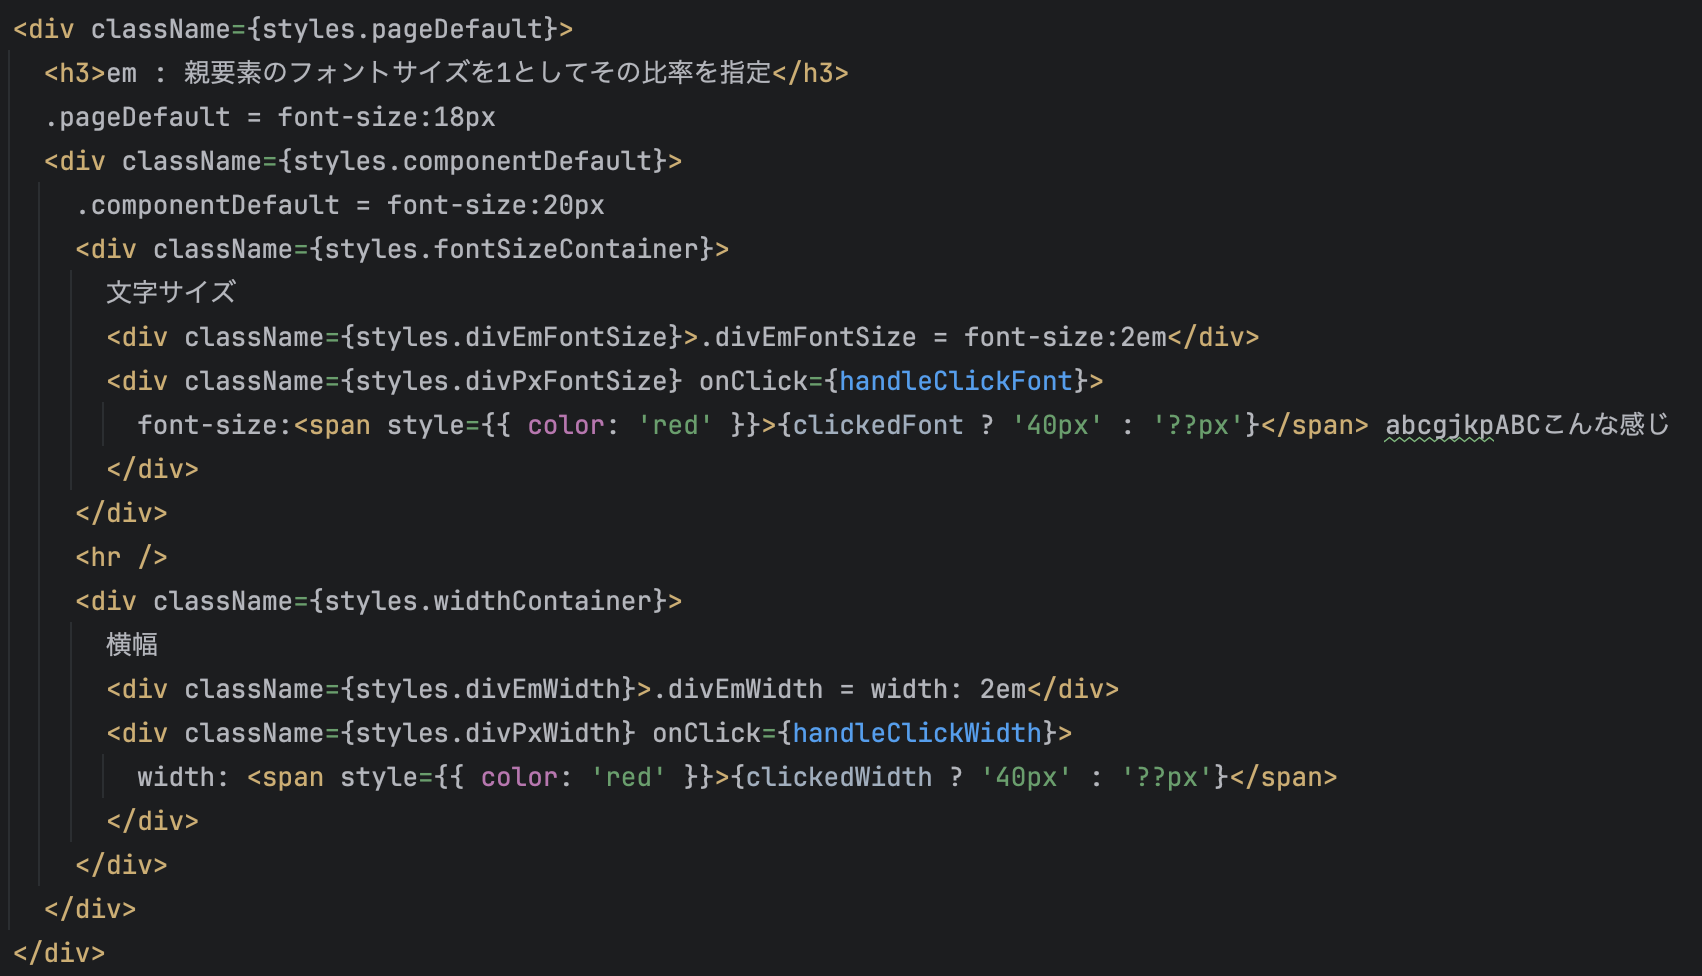 <div className={styles.pageDefault}>
<h3>em : 親要素のフォントサイズを1としてその比率を指定</h3>
.pageDefault = font-size:18px
<div className={styles.componentDefault}>
.componentDefault = font-size:20px
<div className={styles.fontSizeContainer}>
文字サイズ
<div className={styles.divEmFontSize}>.divEmFontSize = font-size:2em</div>
<div className={styles.divPxFontSize} onClick={handleClickFont}>
font-size:<span style={{ color: 'red' }}>{clickedFont ? '40px' : '??px'}</span> abcgjkpABCこんな感じ
</div>
</div>
<hr />
<div className={styles.widthContainer}>
横幅
<div className={styles.divEmWidth}>.divEmWidth = width: 2em</div>
<div className={styles.divPxWidth} onClick={handleClickWidth}>
width: <span style={{ color: 'red' }}>{clickedWidth ? '40px' : '??px'}</span>
</div>
</div>
</div>
</div>